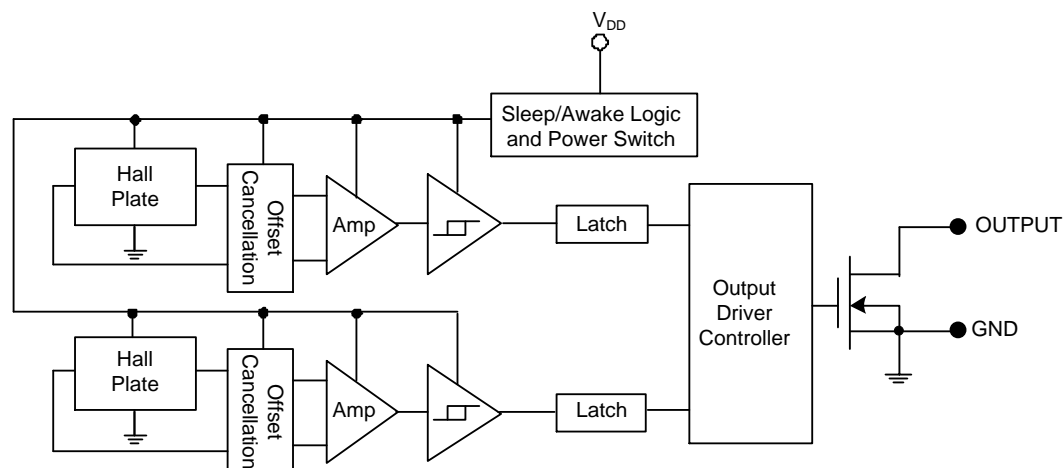 VDD
Sleep/Awake Logic
and Power Switch
Hall
Plate
Offset
Cancellation
Amp
Latch
Output
Driver
Controller
OUTPUT
GND
Hall
Plate
Offset
Cancellation
Amp
Latch